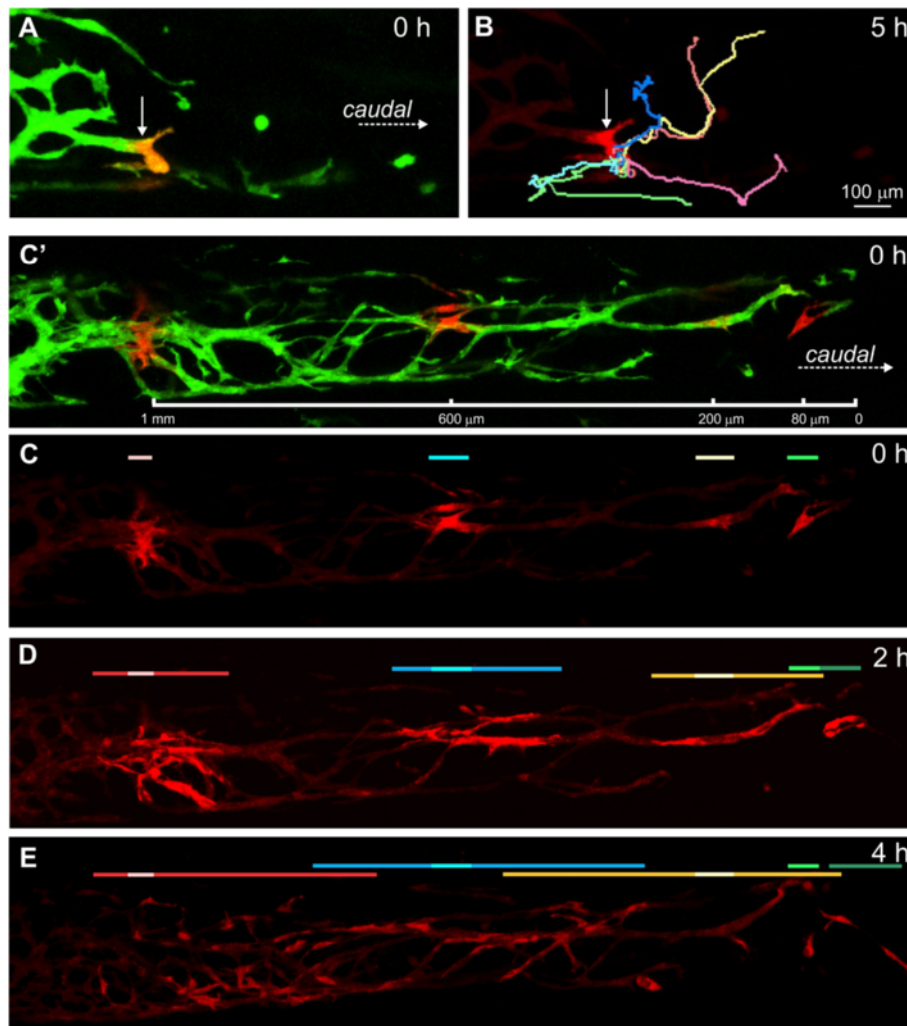 A
0 h
caudal
B
5 h
100 μm
C’
0 h
caudal
1 mm
600 μm
200 μm
80 μm
0
C
0 h
D
2 h
E
4 h